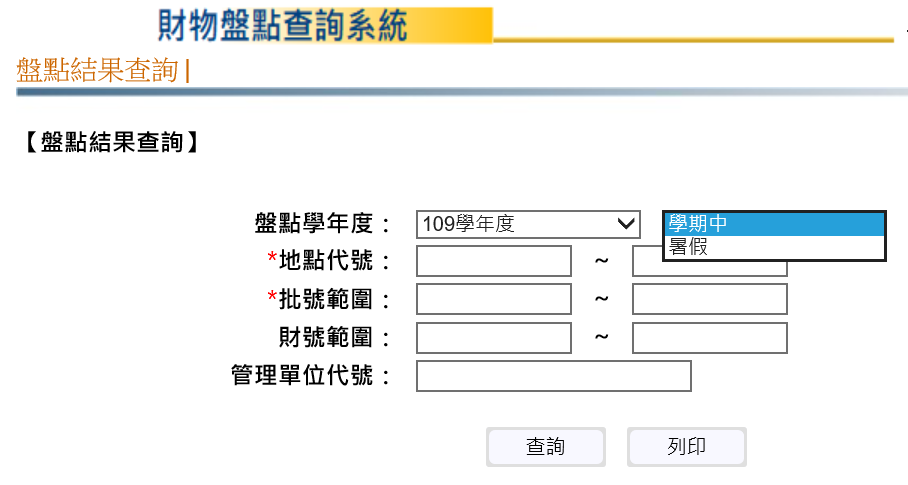 財物盤點查詢系統
盤點結果查詢|
【盤點結果查詢】
盤點學年度： 109學年度 學期中
暑假
*地點代號： ~
*批號範圍： ~
財號範圍： ~
管理單位代號：
查詢 列印